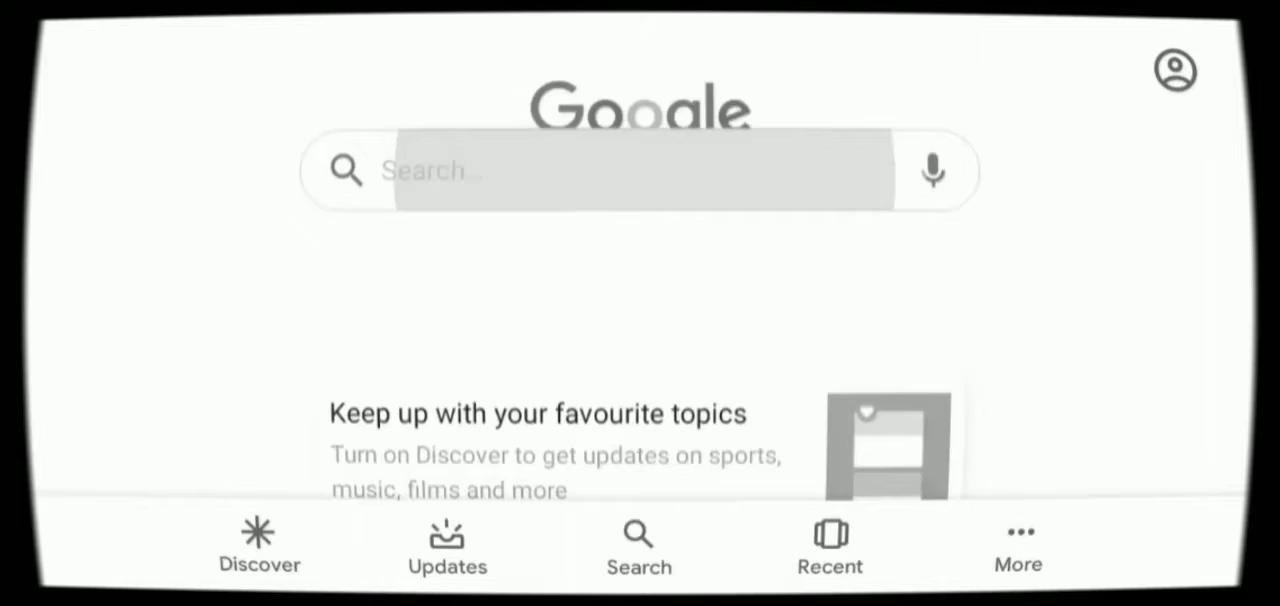 Google
Search...
Keep up with your favourite topics
Turn on Discover to get updates on sports,
music, films and more
Discover
Updates
Search
Recent
More